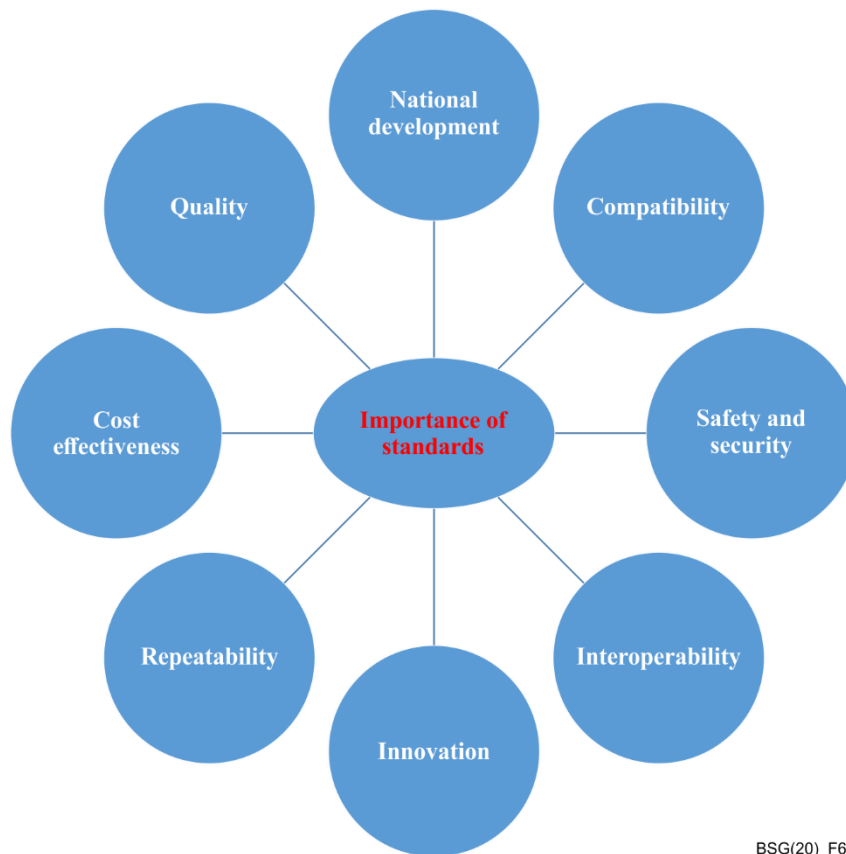 National
development
Compatibility
Safety and
security
Interoperability
Innovation
Repeatability
Cost
effectiveness
Quality
Importance of
standards
BSG(20)_F6